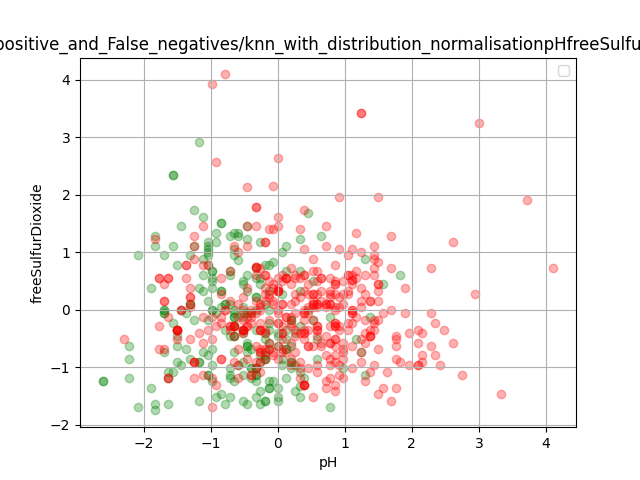 positive_and_False_negatives/knn_with_distribution_normalisationpHfreeSulfu
4
3
2
1
0
−1
−2
freeSulfurDioxide
−2 −1 0 1 2 3 4
pH